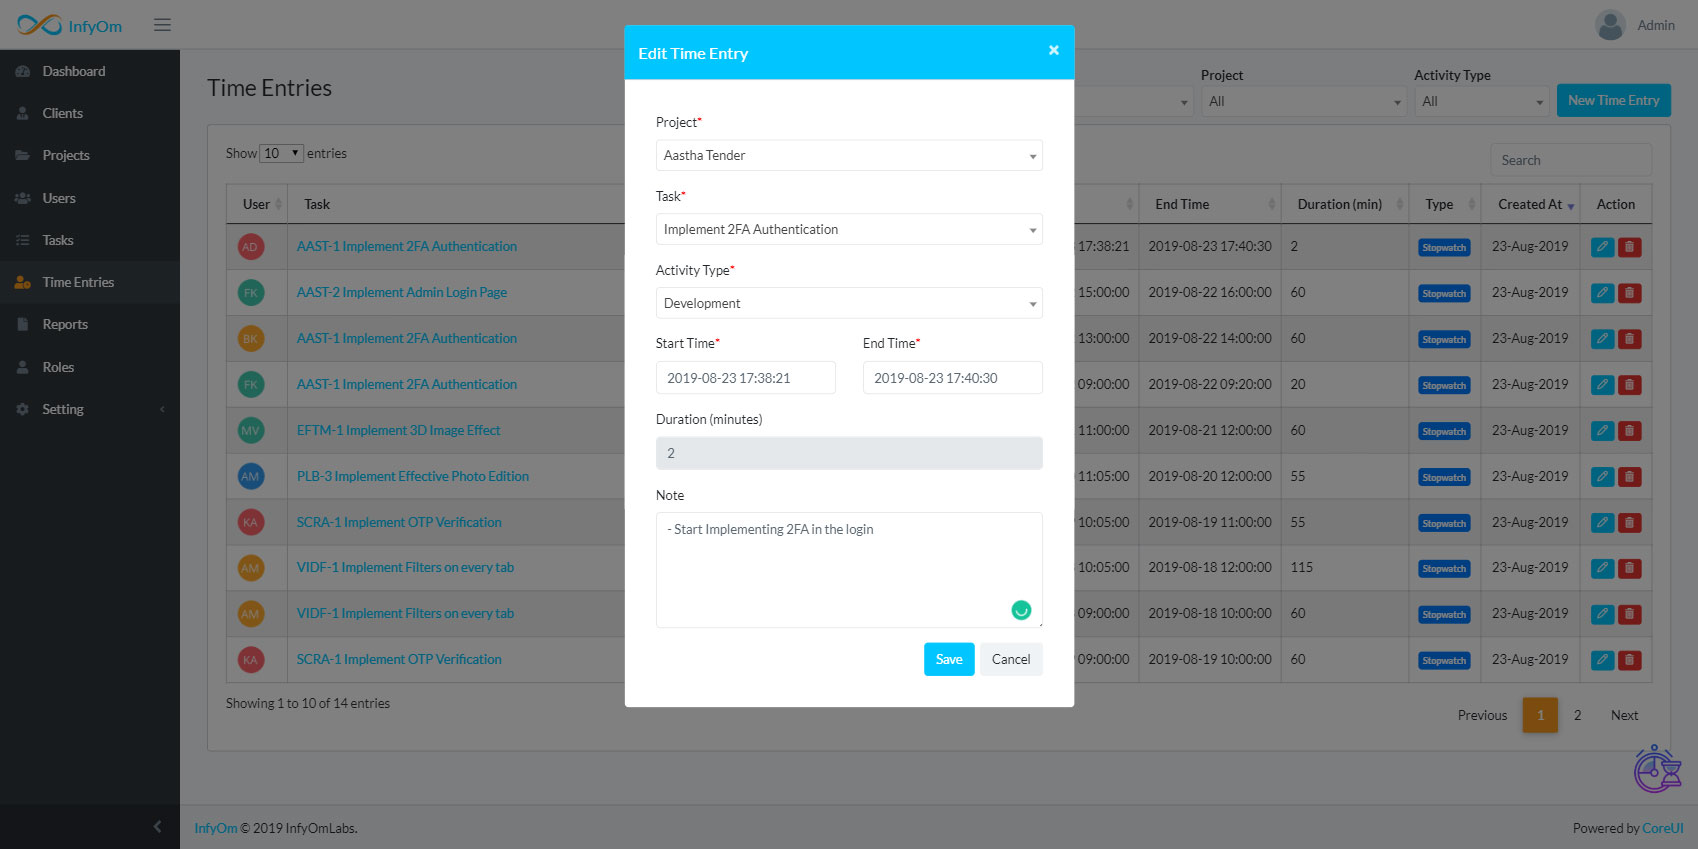 InfyOm
Admin
Dashboard
Clients
Projects
Users
Tasks
Time Entries
Reports
Roles
Setting
Time Entries
Project
All
Activity Type
All
New Time Entry
Show 10 entries
Search
User Task End Time Duration (min) Type Created At Action
AD AAST-1 Implement 2FA Authentication 17:38:21 2019-08-23 17:40:30 2 Stopwatch 23-Aug-2019
FK AAST-2 Implement Admin Login Page 15:00:00 2019-08-22 16:00:00 60 Stopwatch 23-Aug-2019
BK AAST-1 Implement 2FA Authentication 13:00:00 2019-08-22 14:00:00 60 Stopwatch 23-Aug-2019
FK AAST-1 Implement 2FA Authentication 09:00:00 2019-08-22 09:20:00 20 Stopwatch 23-Aug-2019
MV EFTM-1 Implement 3D Image Effect 11:00:00 2019-08-21 12:00:00 60 Stopwatch 23-Aug-2019
AM PLB-3 Implement Effective Photo Edition 11:05:00 2019-08-20 12:00:00 55 Stopwatch 23-Aug-2019
KA SCRA-1 Implement OTP Verification 10:05:00 2019-08-19 11:00:00 55 Stopwatch 23-Aug-2019
AM VIDF-1 Implement Filters on every tab 10:05:00 2019-08-18 12:00:00 115 Stopwatch 23-Aug-2019
AM VIDF-1 Implement Filters on every tab 09:00:00 2019-08-18 10:00:00 60 Stopwatch 23-Aug-2019
KA SCRA-1 Implement OTP Verification 09:00:00 2019-08-19 10:00:00 60 Stopwatch 23-Aug-2019
Showing 1 to 10 of 14 entries
Previous 1 2 Next
Edit Time Entry ×
Project*
Aastha Tender
Task*
Implement 2FA Authentication
Activity Type*
Development
Start Time* End Time*
2019-08-23 17:38:21 2019-08-23 17:40:30
Duration (minutes)
2
Note
- Start Implementing 2FA in the login
Save Cancel
InfyOm © 2019 InfyOmLabs. Powered by CoreUI